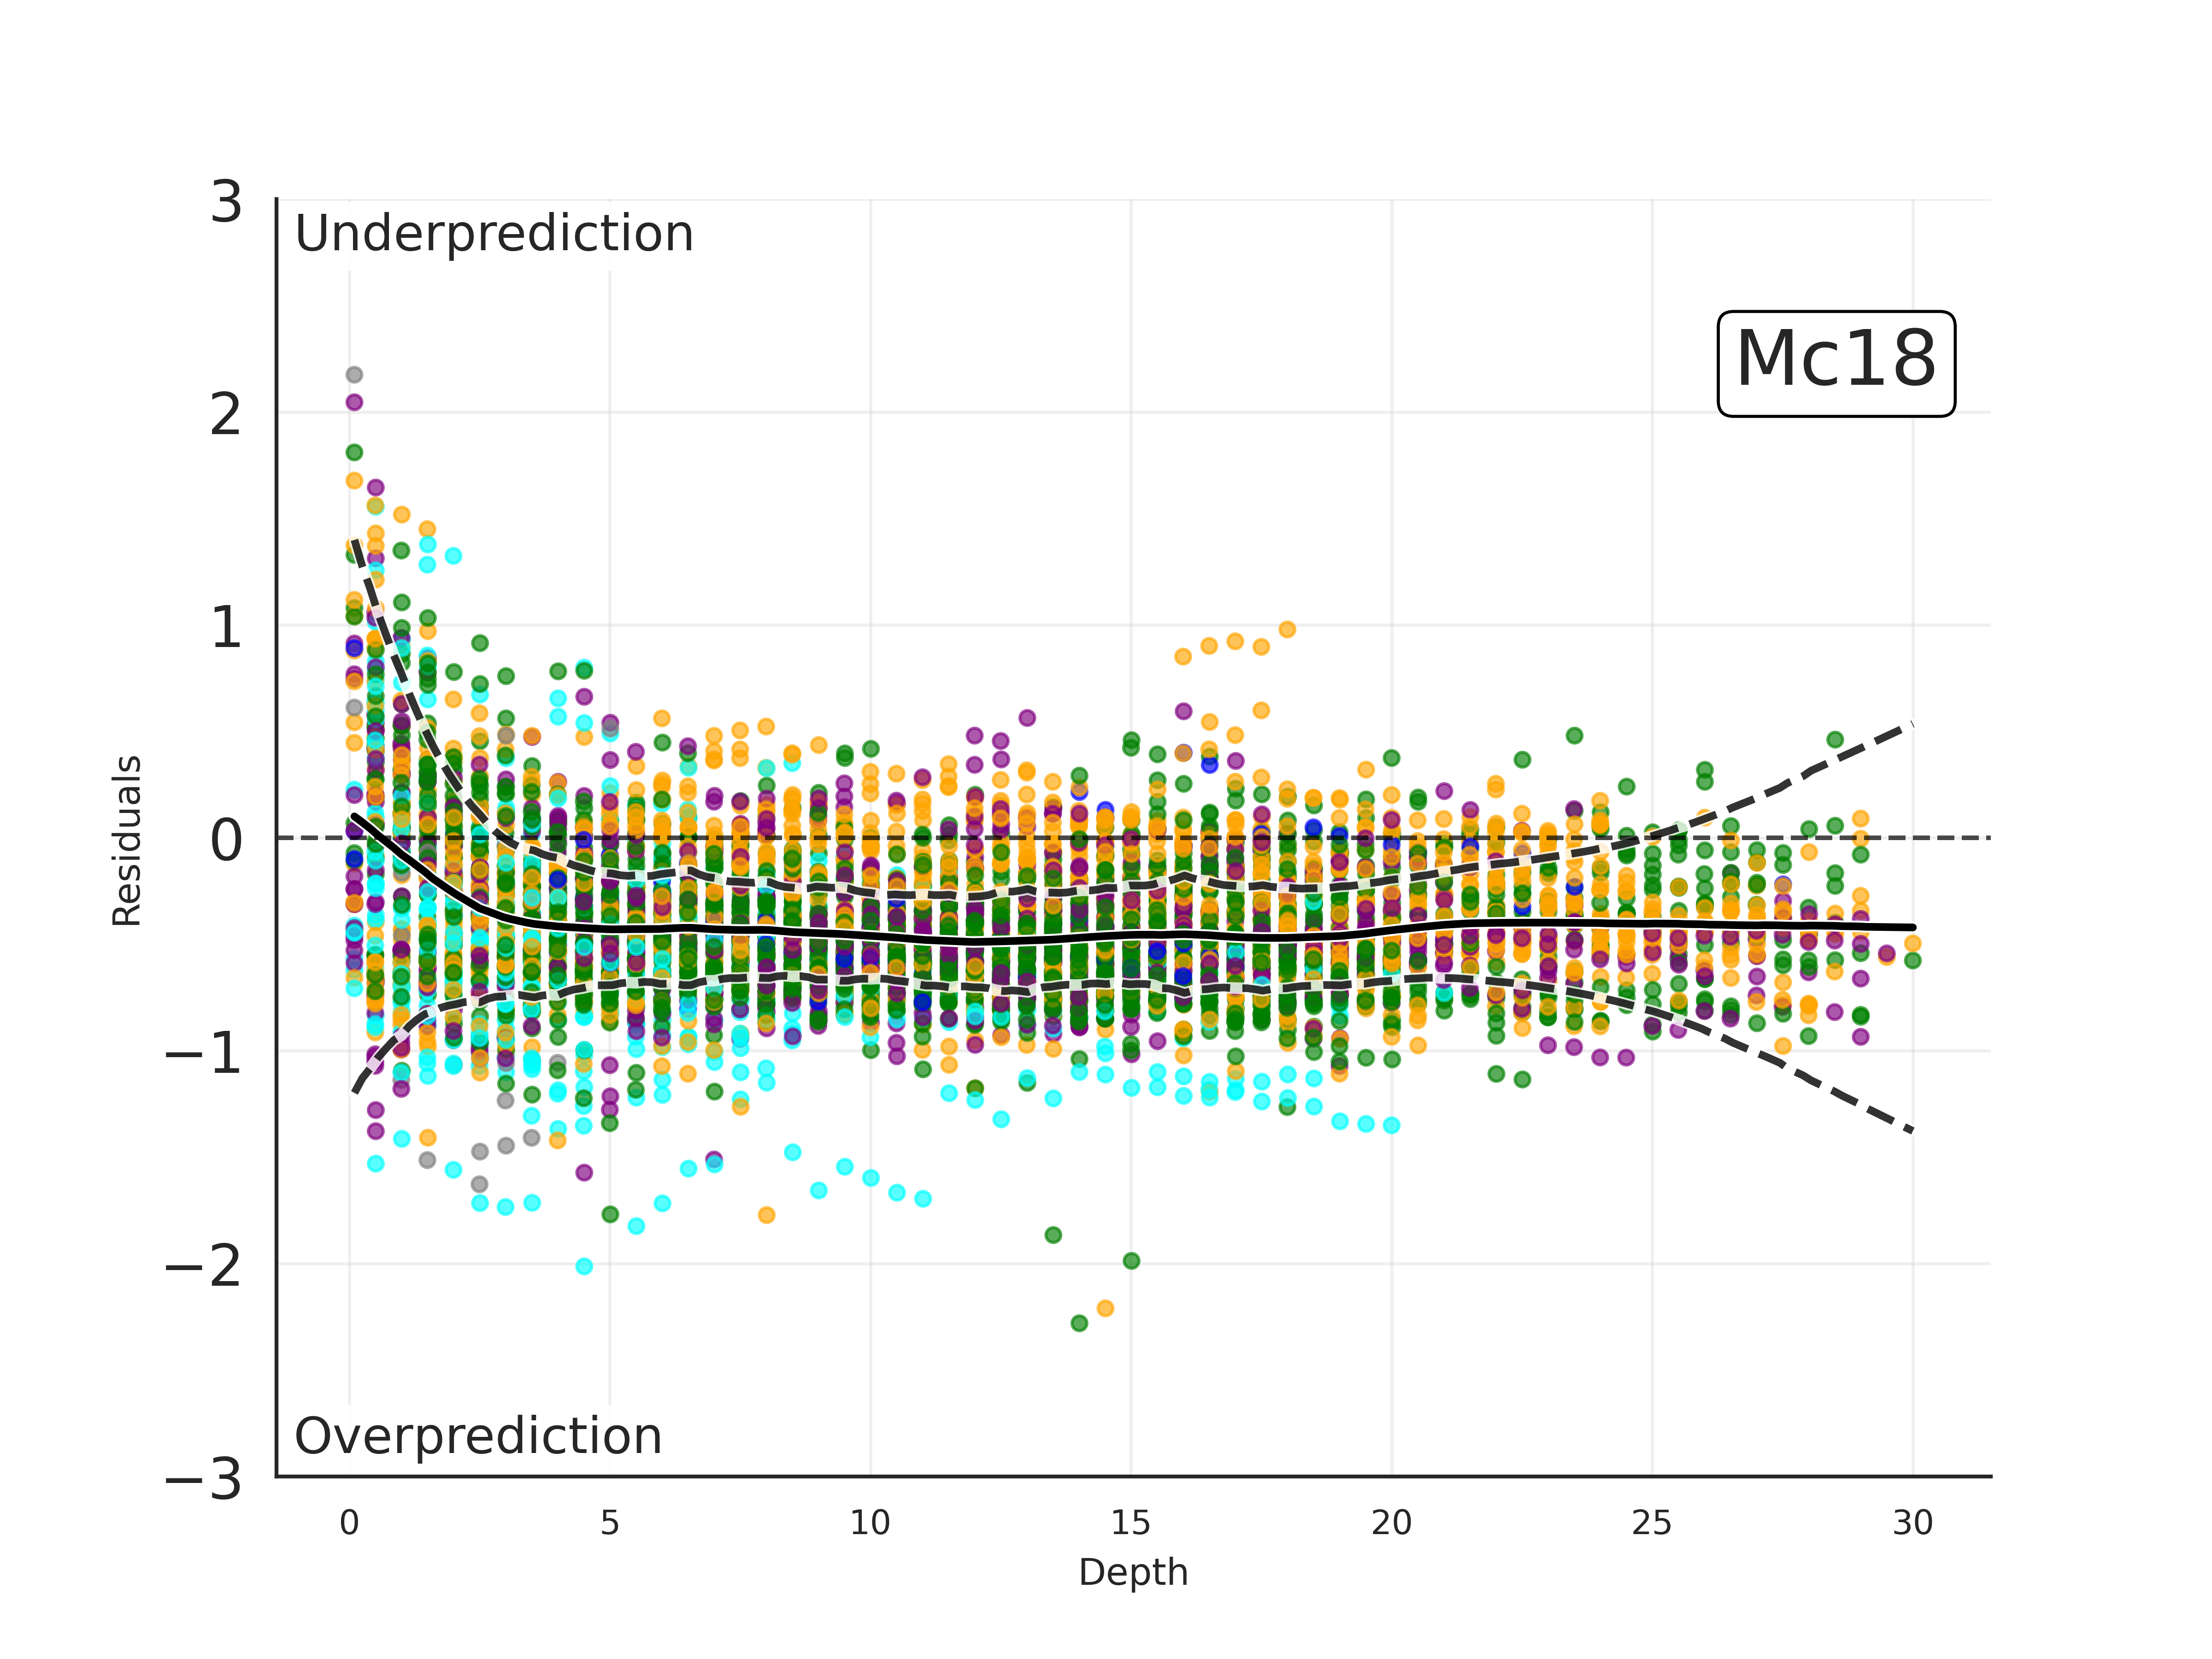 3
Underprediction
Mc18
2
1
0
Residuals
−1
−2
Overprediction
−3
0 5 10 15 20 25 30
Depth